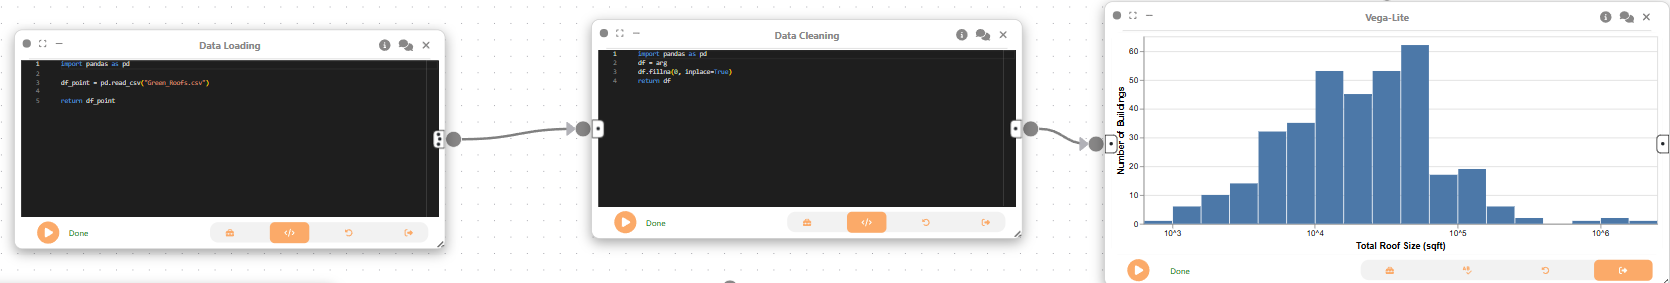 Data Loading
1 import pandas as pd
2
3 df_point = pd.read_csv("Green_Roofs.csv")
4
5 return df_point
Done
</>
Data Cleaning
1 import pandas as pd
2 df = arg
3 df.fillna(0, inplace=True)
4 return df
Done
</>
Vega-Lite
Number of Buildings
60
50
40
30
20
10
0
10^3 10^4 10^5 10^6
Total Roof Size (sqft)
Done